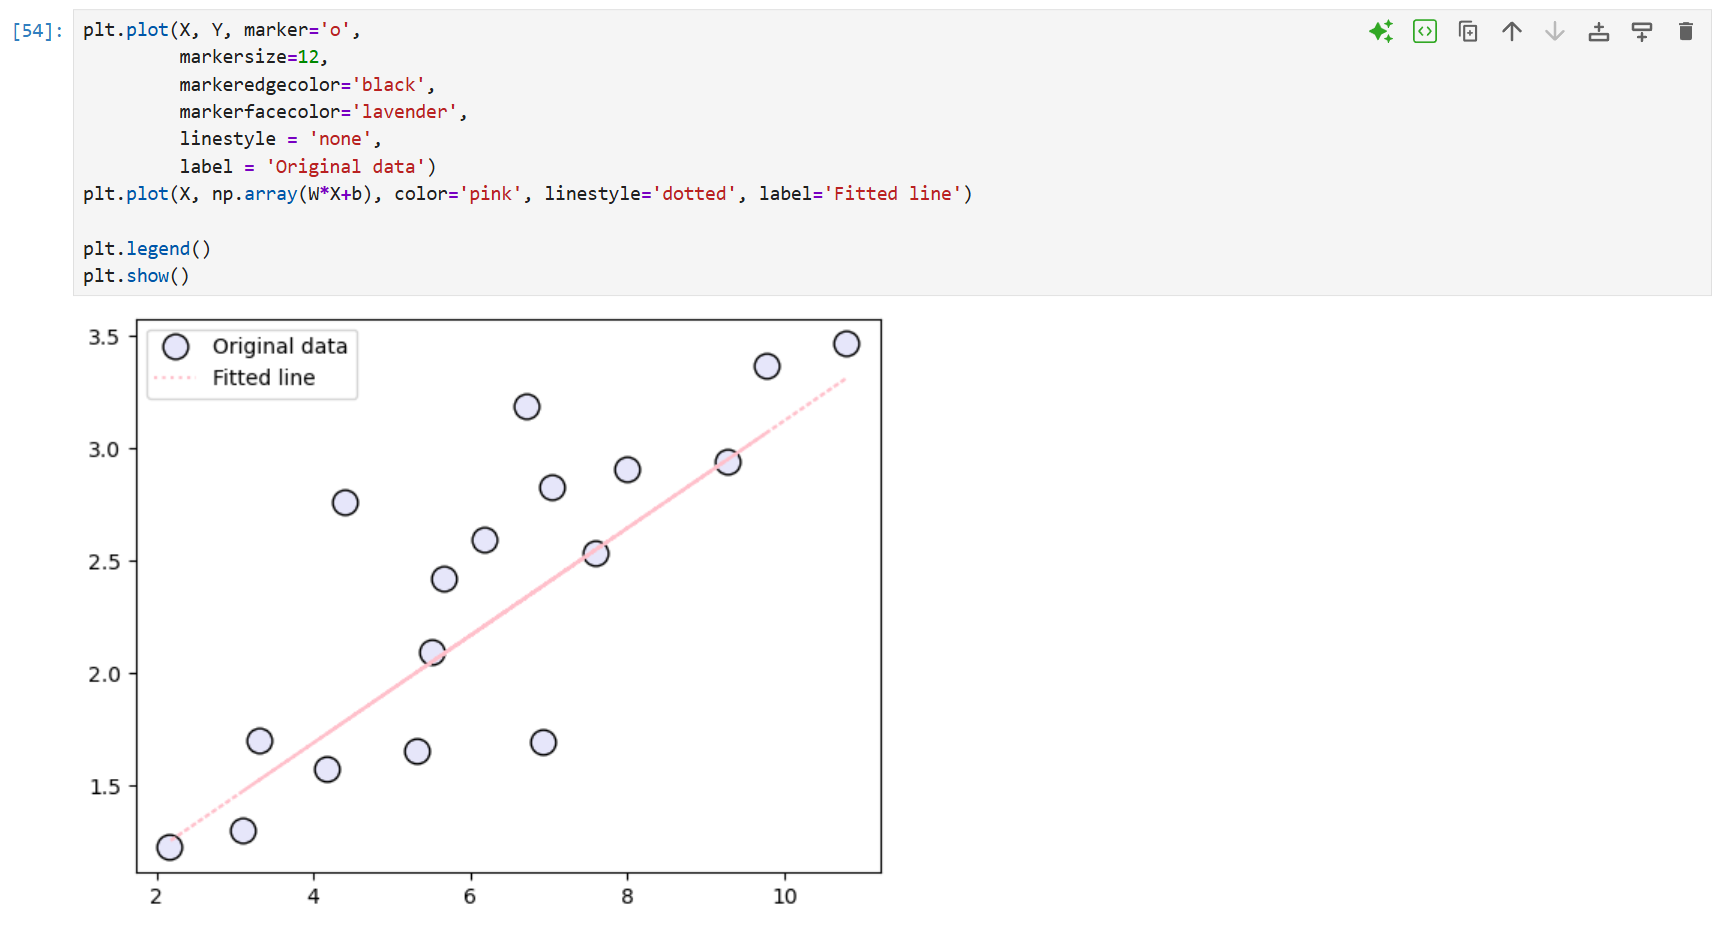 [54]: plt.plot(X, Y, marker='o',
markersize=12,
markeredgecolor='black',
markerfacecolor='lavender',
linestyle = 'none',
label = 'Original data')
plt.plot(X, np.array(W*X+b), color='pink', linestyle='dotted', label='Fitted line')
plt.legend()
plt.show()
Original data
Fitted line
3.5
3.0
2.5
2.0
1.5
2 4 6 8 10